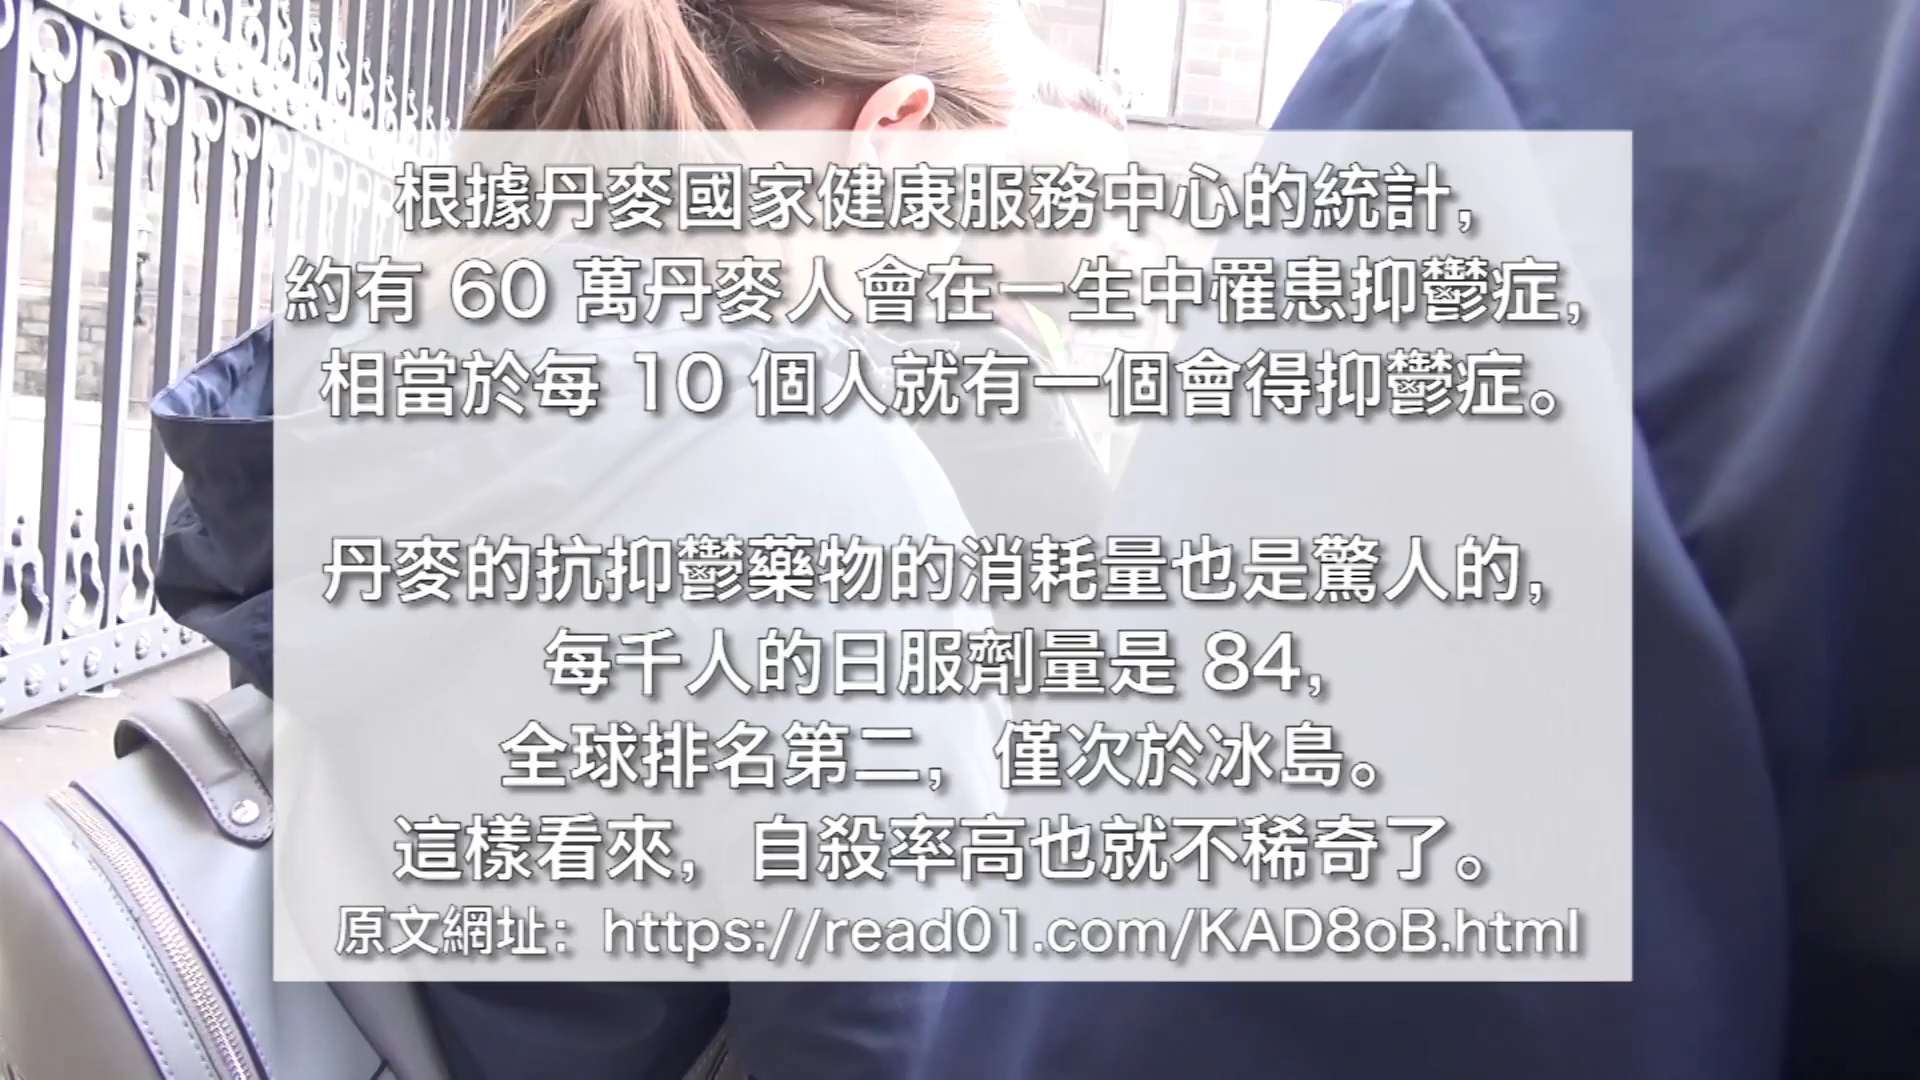 根據丹麥國家健康服務中心的統計，
約有 60 萬丹麥人會在一生中罹患抑鬱症，
相當於每 10 個人就有一個會得抑鬱症。
丹麥的抗抑鬱藥物的消耗量也是驚人的，
每千人的日服劑量是 84，
全球排名第二，僅次於冰島。
這樣看來，自殺率高也就不稀奇了。
原文網址：https://read01.com/KAD8oB.html